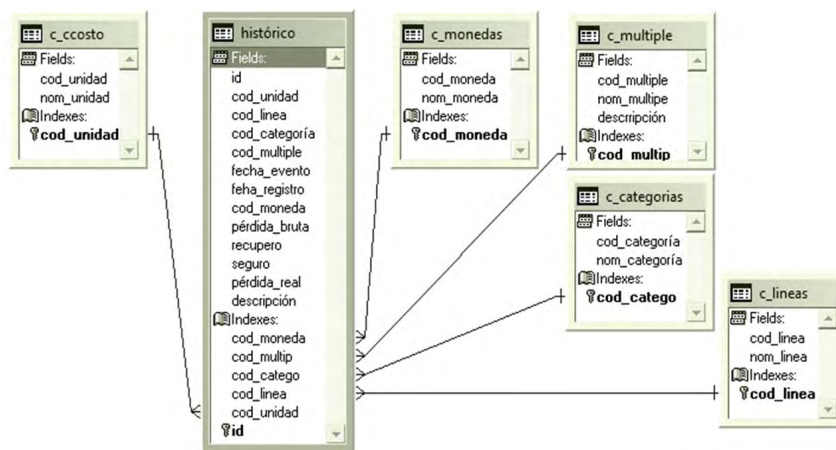 c_ccosto
Fields:
cod_unidad
nom_unidad
Indexes:
cod_unidad
histórico
Fields:
id
cod_unidad
cod_linea
cod_categoría
cod_multiple
fecha_evento
feha_registro
cod_moneda
pérdida_bruta
recupero
seguro
pérdida_real
descripción
Indexes:
cod_moneda
cod_multip
cod_catego
cod_linea
cod_unidad
id
c_monedas
Fields:
cod_moneda
nom_moneda
Indexes:
cod_moneda
c_multiple
Fields:
cod_multiple
nom_multipe
descrripción
Indexes:
cod_multip
c_categorias
Fields:
cod_categoría
nom_categoría
Indexes:
cod_catego
c_lineas
Fields:
cod_linea
nom_linea
Indexes:
cod_linea